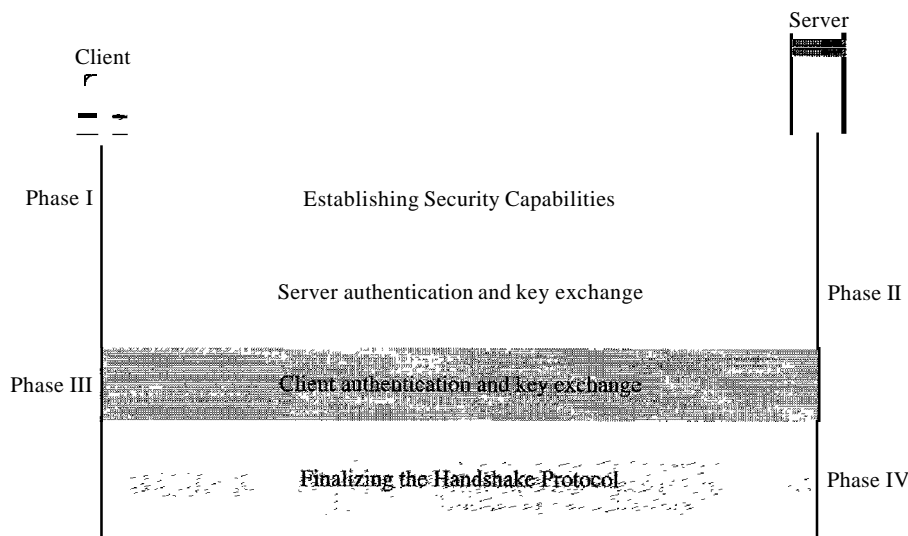 Server
Client
Phase I
Establishing Security Capabilities
Server authentication and key exchange
Phase II
Phase III
Client authentication and key exchange
Finalizing the Handshake Protocol
Phase IV